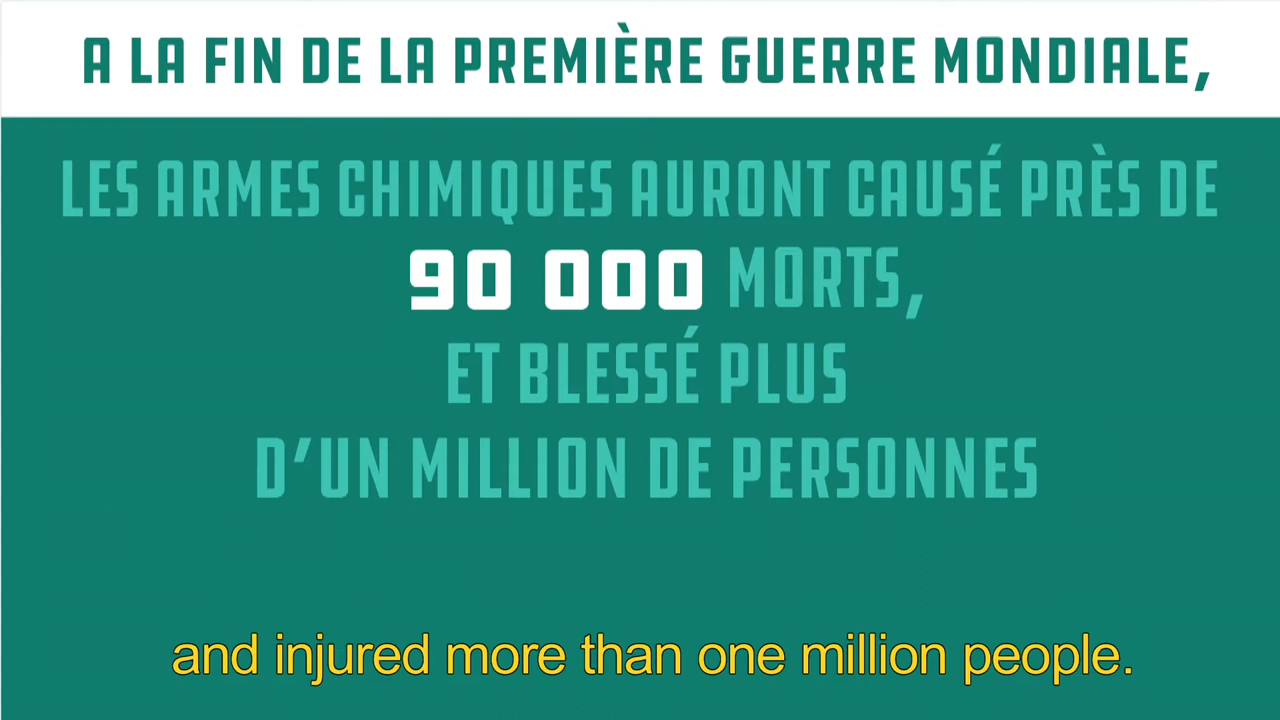 A LA FIN DE LA PREMIÈRE GUERRE MONDIALE,
LES ARMES CHIMIQUES AURONT CAUSÉ PRÈS DE
90 000 MORTS,
ET BLESSÉ PLUS
D'UN MILLION DE PERSONNES
and injured more than one million people.